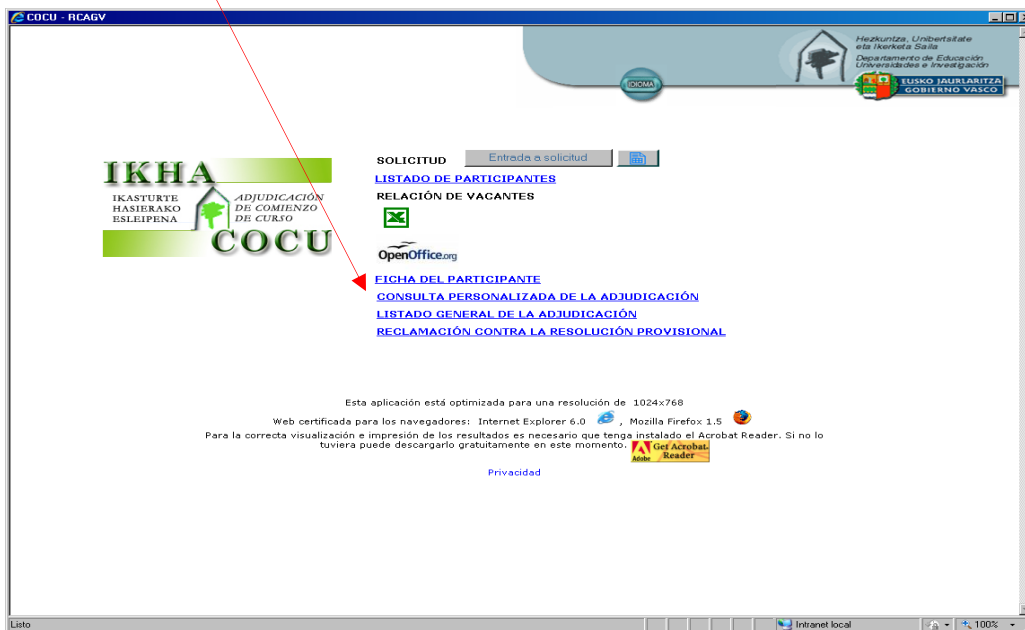 COCU - RCAGV
Hezkuntza, Unibertsitate
eta Ikerketa Saila
Departamento de Educación
Universidades e Investigación
IDIOMA
EUSKO JAURLARITZA
GOBIERNO VASCO
IKHA
IKASTURTE
HASIERAKO
ESLEIPENA
ADJUDICACIÓN
DE COMIENZO
DE CURSO
COCU
SOLICITUD Entrada a solicitud
LISTADO DE PARTICIPANTES
RELACIÓN DE VACANTES
OpenOffice.org
FICHA DEL PARTICIPANTE
CONSULTA PERSONALIZADA DE LA ADJUDICACIÓN
LISTADO GENERAL DE LA ADJUDICACIÓN
RECLAMACIÓN CONTRA LA RESOLUCIÓN PROVISIONAL
Esta aplicación está optimizada para una resolución de 1024x768
Web certificada para los navegadores: Internet Explorer 6.0 , Mozilla Firefox 1.5
Para la correcta visualización e impresión de los resultados es necesario que tenga instalado el Acrobat Reader. Si no lo
tuviera puede descargarlo gratuitamente en este momento. Get Acrobat Reader Adobe
Privacidad
Listo Intranet local 100%